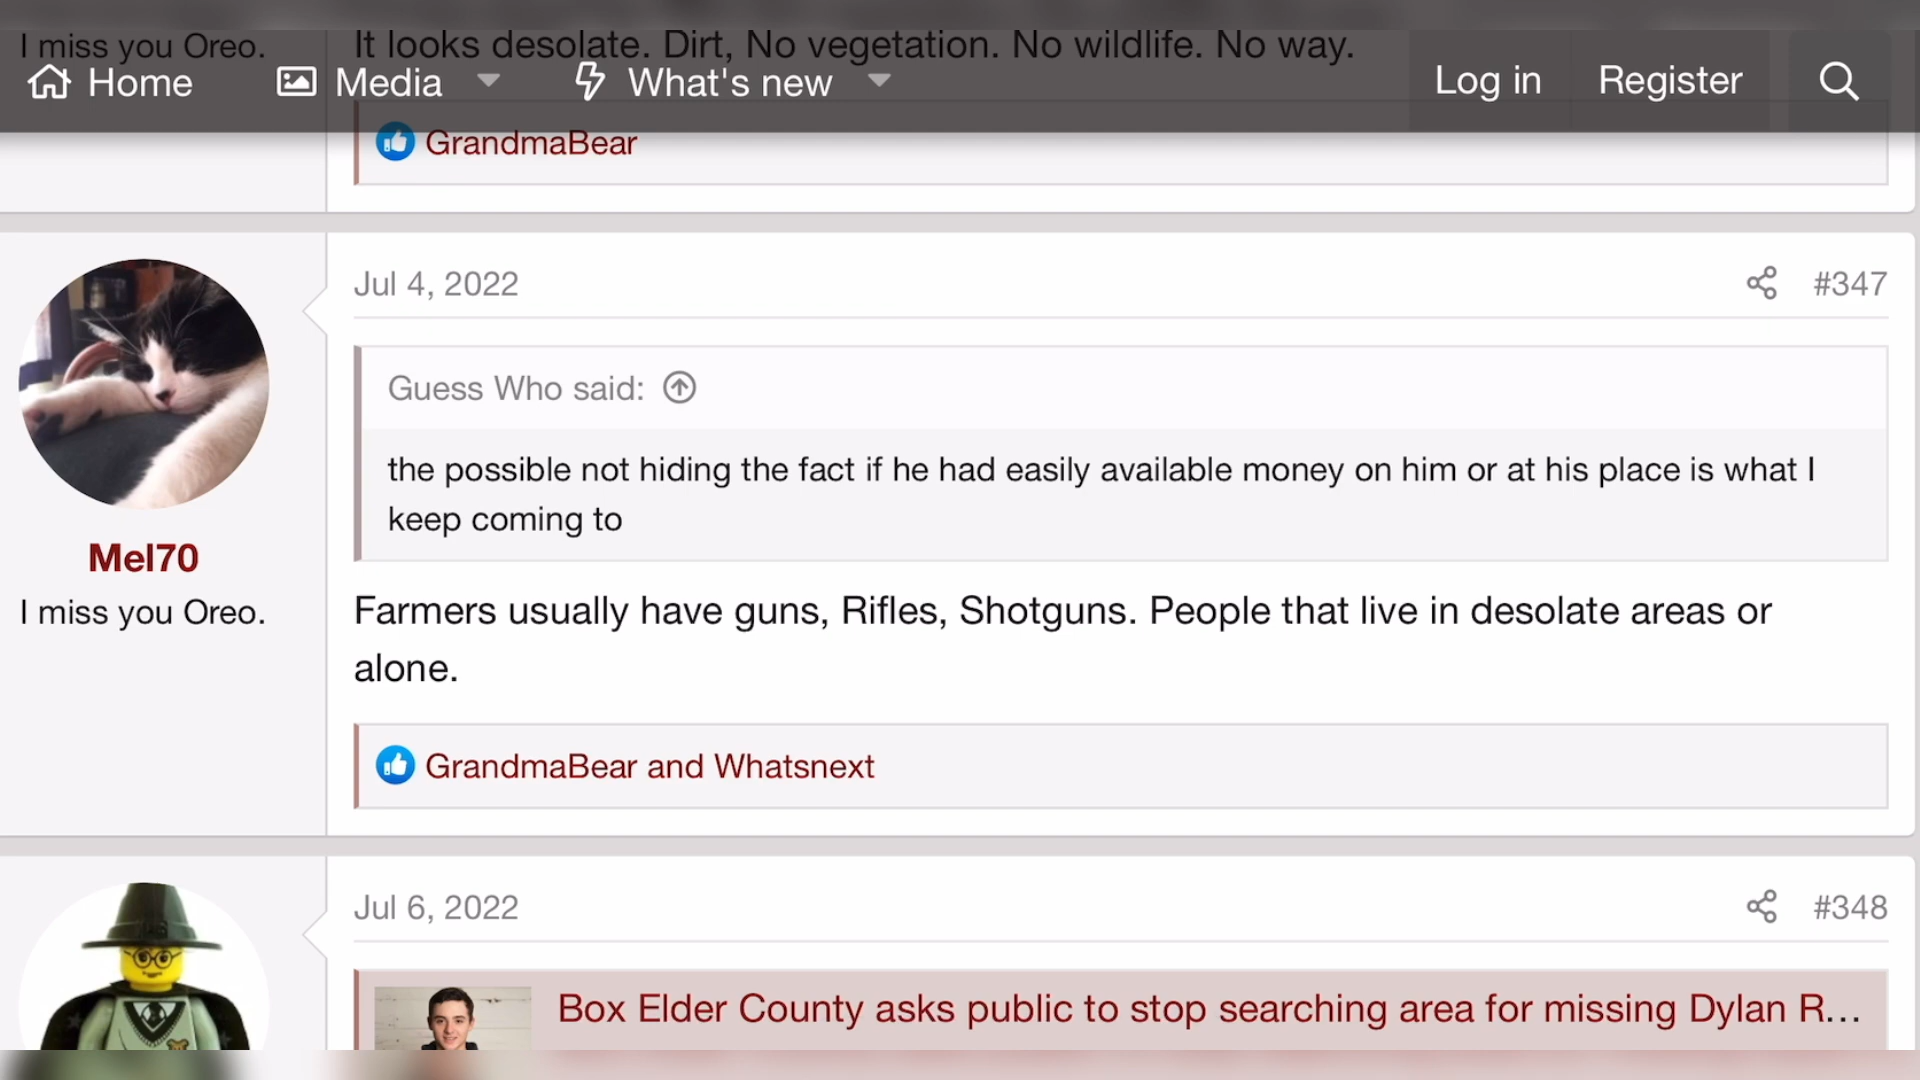 I miss you Oreo.
It looks desolate. Dirt, No vegetation. No wildlife. No way.
Home
Media
What's new
Log in
Register
GrandmaBear
Jul 4, 2022
#347
Guess Who said:
the possible not hiding the fact if he had easily available money on him or at his place is what I
keep coming to
Mel70
I miss you Oreo.
Farmers usually have guns, Rifles, Shotguns. People that live in desolate areas or
alone.
GrandmaBear and Whatsnext
Jul 6, 2022
#348
Box Elder County asks public to stop searching area for missing Dylan R...